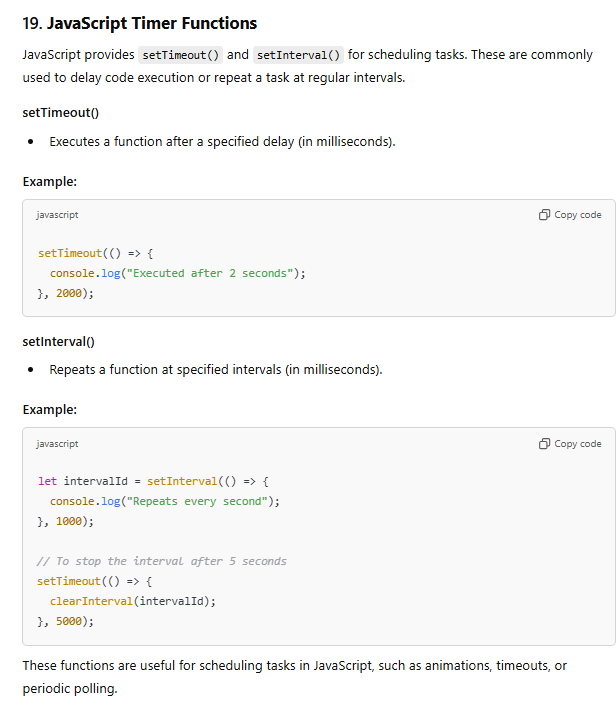 19. JavaScript Timer Functions
JavaScript provides setTimeout() and setInterval() for scheduling tasks. These are commonly
used to delay code execution or repeat a task at regular intervals.
setTimeout()
• Executes a function after a specified delay (in milliseconds).
Example:
javascript Copy code
setTimeout(() => {
  console.log("Executed after 2 seconds");
}, 2000);
setInterval()
• Repeats a function at specified intervals (in milliseconds).
Example:
javascript Copy code
let intervalId = setInterval(() => {
  console.log("Repeats every second");
}, 1000);
// To stop the interval after 5 seconds
setTimeout(() => {
  clearInterval(intervalId);
}, 5000);
These functions are useful for scheduling tasks in JavaScript, such as animations, timeouts, or
periodic polling.